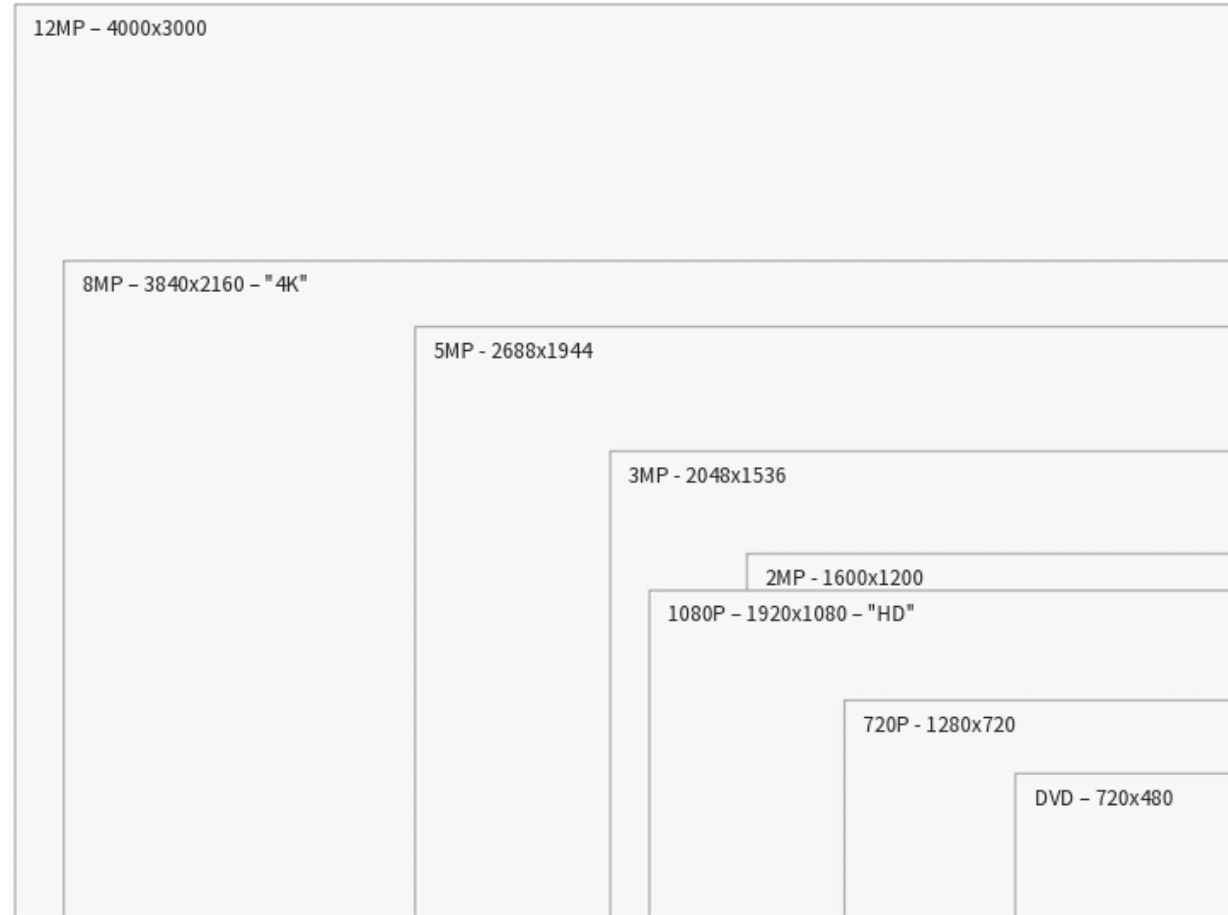 12MP – 4000x3000
8MP – 3840x2160 – "4K"
5MP - 2688x1944
3MP - 2048x1536
2MP - 1600x1200
1080P – 1920x1080 – "HD"
720P - 1280x720
DVD – 720x480